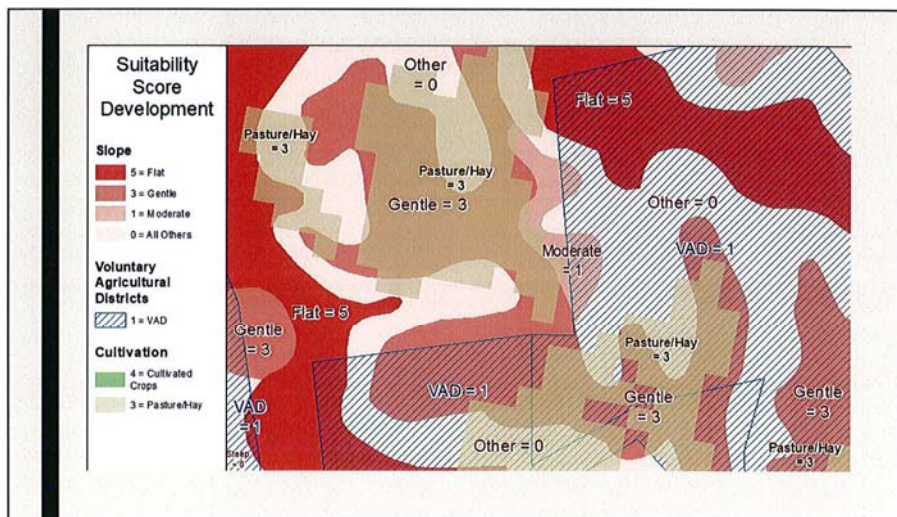 Suitability
Score
Development
Slope
5 = Flat
3 = Gentle
1 = Moderate
0 = All Others
Voluntary
Agricultural
Districts
1 = VAD
Cultivation
4 = Cultivated
Crops
3 = Pasture/Hay
Other
= 0
Flat = 5
Pasture/Hay
= 3
Pasture/Hay
= 3
Gentle = 3
Other = 0
Moderate
= 1
VAD = 1
Flat = 5
Gentle
= 3
Pasture/Hay
= 3
VAD = 1
Gentle
= 3
Gentle
= 3
VAD
= 1
Other = 0
Pasture/Hay
= 3
Steep
= 0